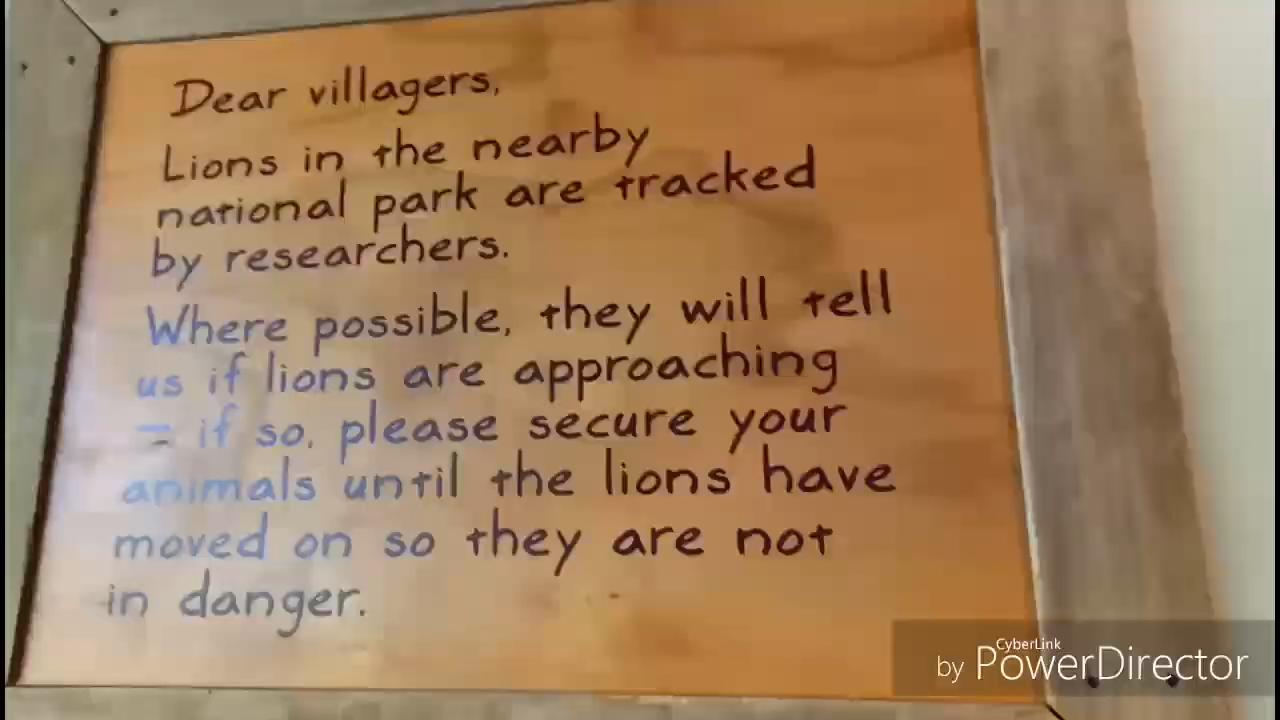 Dear villagers,
Lions in the nearby
national park are tracked
by researchers.
Where possible, they will tell
us if lions are approaching
- if so, please secure your
animals until the lions have
moved on so they are not
in danger.
CyberLink
by PowerDirector